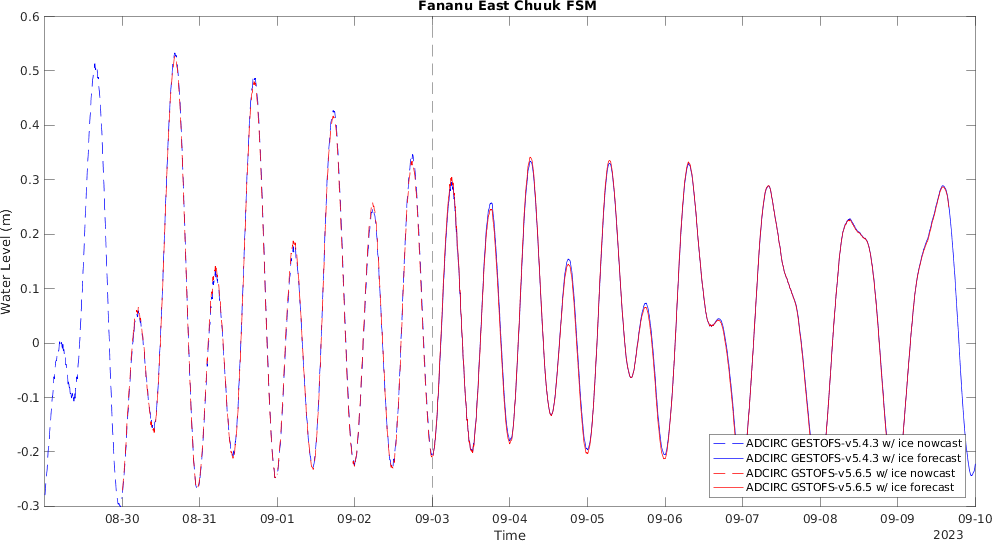 Fananu East Chuuk FSM
0.6
0.5
0.4
0.3
0.2
0.1
0
-0.1
-0.2
-0.3
Water Level (m)
ADCIRC GESTOFS-v5.4.3 w/ ice nowcast
ADCIRC GESTOFS-v5.4.3 w/ ice forecast
ADCIRC GSTOFS-v5.6.5 w/ ice nowcast
ADCIRC GSTOFS-v5.6.5 w/ ice forecast
08-30 08-31 09-01 09-02 09-03 09-04 09-05 09-06 09-07 09-08 09-09 09-10
Time
2023